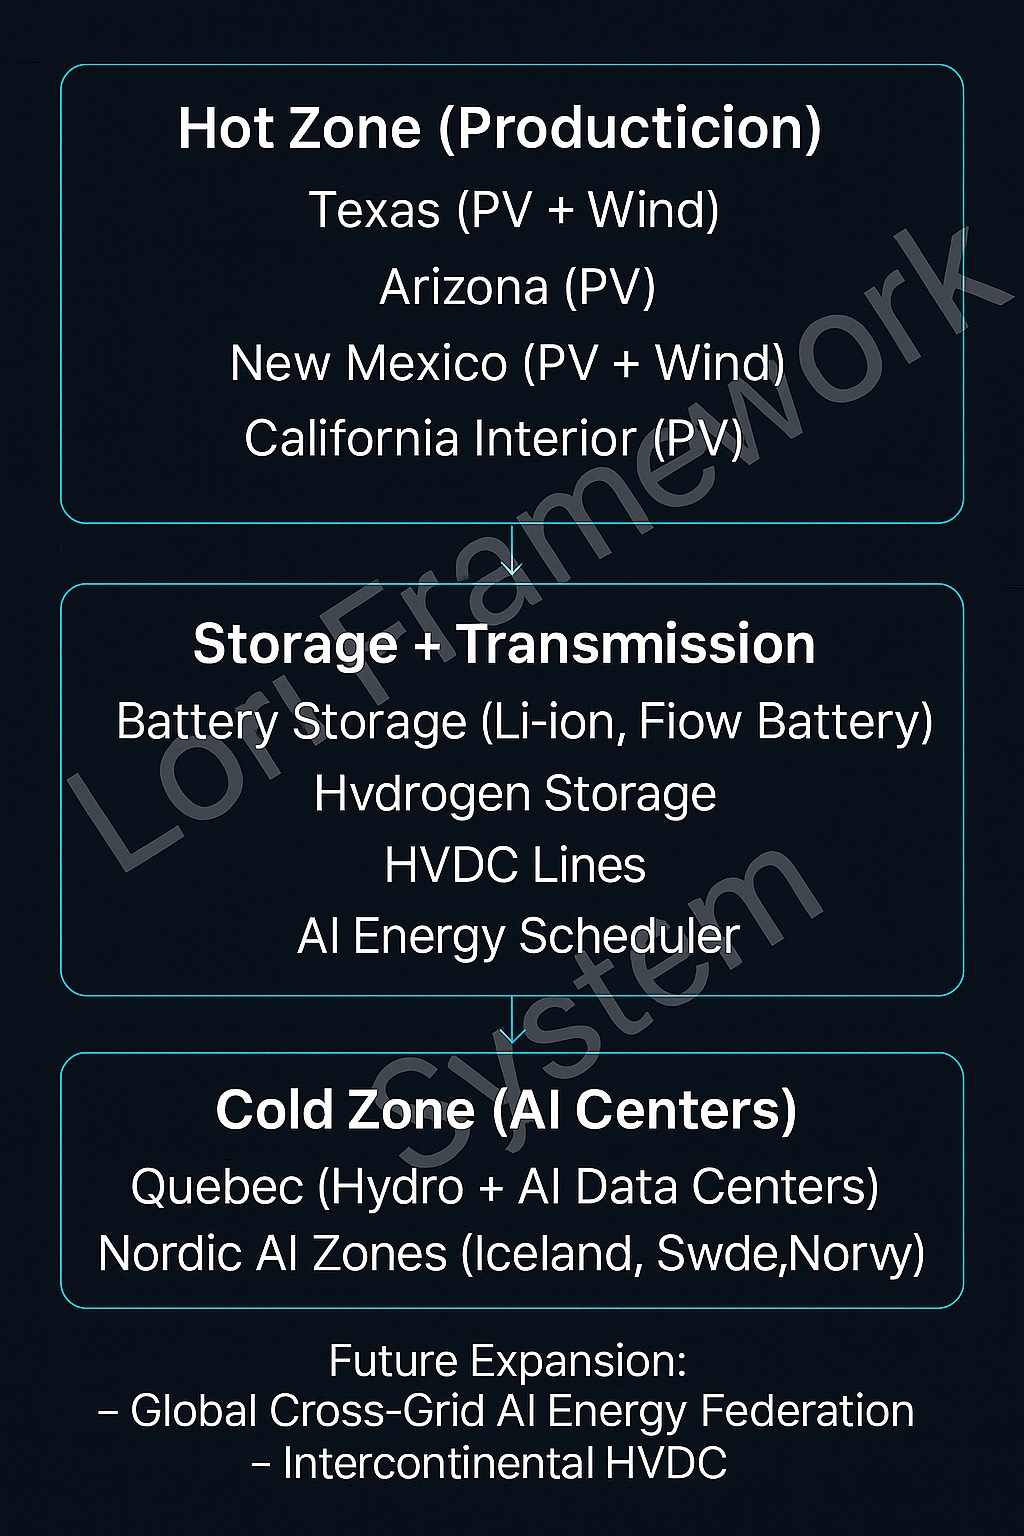 Hot Zone (Producticion)
Texas (PV + Wind)
Arizona (PV)
New Mexico (PV + Wind)
California Interior (PV)
Storage + Transmission
Battery Storage (Li-ion, Fiow Battery)
Hvdrogen Storage
HVDC Lines
AI Energy Scheduler
Cold Zone (AI Centers)
Quebec (Hydro + AI Data Centers)
Nordic AI Zones (Iceland, Swde,Norvy)
Future Expansion:
– Global Cross-Grid AI Energy Federation
– Intercontinental HVDC
Lori Framework
System